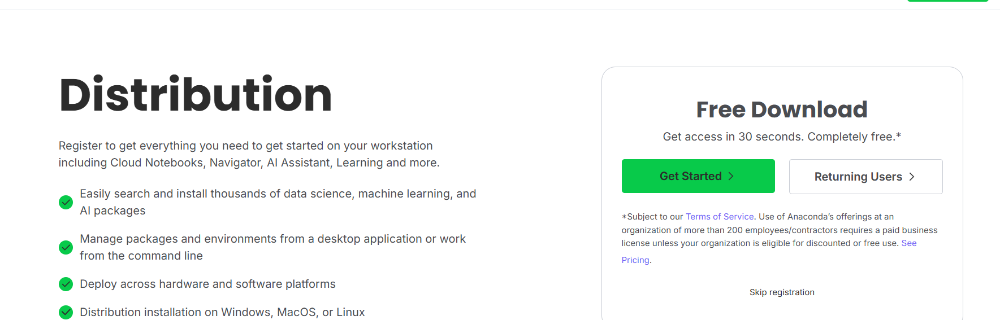 Distribution
Register to get everything you need to get started on your workstation
including Cloud Notebooks, Navigator, AI Assistant, Learning and more.
Easily search and install thousands of data science, machine learning, and
AI packages
Manage packages and environments from a desktop application or work
from the command line
Deploy across hardware and software platforms
Distribution installation on Windows, MacOS, or Linux
Free Download
Get access in 30 seconds. Completely free.*
Get Started
Returning Users
*Subject to our Terms of Service. Use of Anaconda’s offerings at an
organization of more than 200 employees/contractors requires a paid business
license unless your organization is eligible for discounted or free use. See
Pricing.
Skip registration